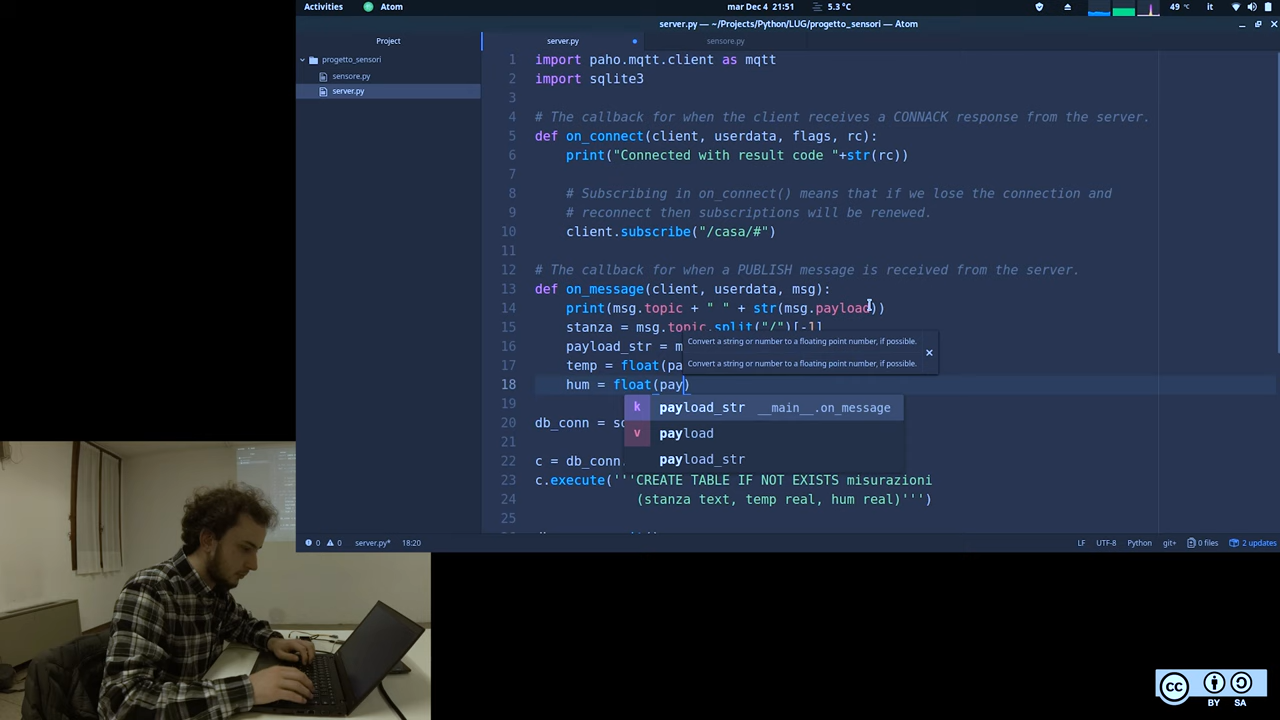 Activities Atom mar Dec 4 21:51 5.3 °C 49 °C it
server.py — ~/Projects/Python/LUG/progetto_sensori — Atom
Project
server.py
sensore.py
progetto_sensori
sensore.py
server.py
1 import paho.mqtt.client as mqtt
2 import sqlite3
3
4 # The callback for when the client receives a CONNACK response from the server.
5 def on_connect(client, userdata, flags, rc):
6 print("Connected with result code "+str(rc))
7
8 # Subscribing in on_connect() means that if we lose the connection and
9 # reconnect then subscriptions will be renewed.
10 client.subscribe("/casa/#")
11
12 # The callback for when a PUBLISH message is received from the server.
13 def on_message(client, userdata, msg):
14 print(msg.topic + " " + str(msg.payload))
15 stanza = msg.topic.split("/")[-1]
Convert a string or number to a floating point number, if possible.
16 payload_str = m
Convert a string or number to a floating point number, if possible.
17 temp = float(pa
18 hum = float(pay)
k payload_str __main__.on_message
v payload
payload_str
19
20 db_conn = sq
21
22 c = db_conn.
23 c.execute('''CREATE TABLE IF NOT EXISTS misurazioni
24 (stanza text, temp real, hum real)''')
25
0 0 server.py* 18:20 LF UTF-8 Python git+ 0 files 2 updates
cc BY SA